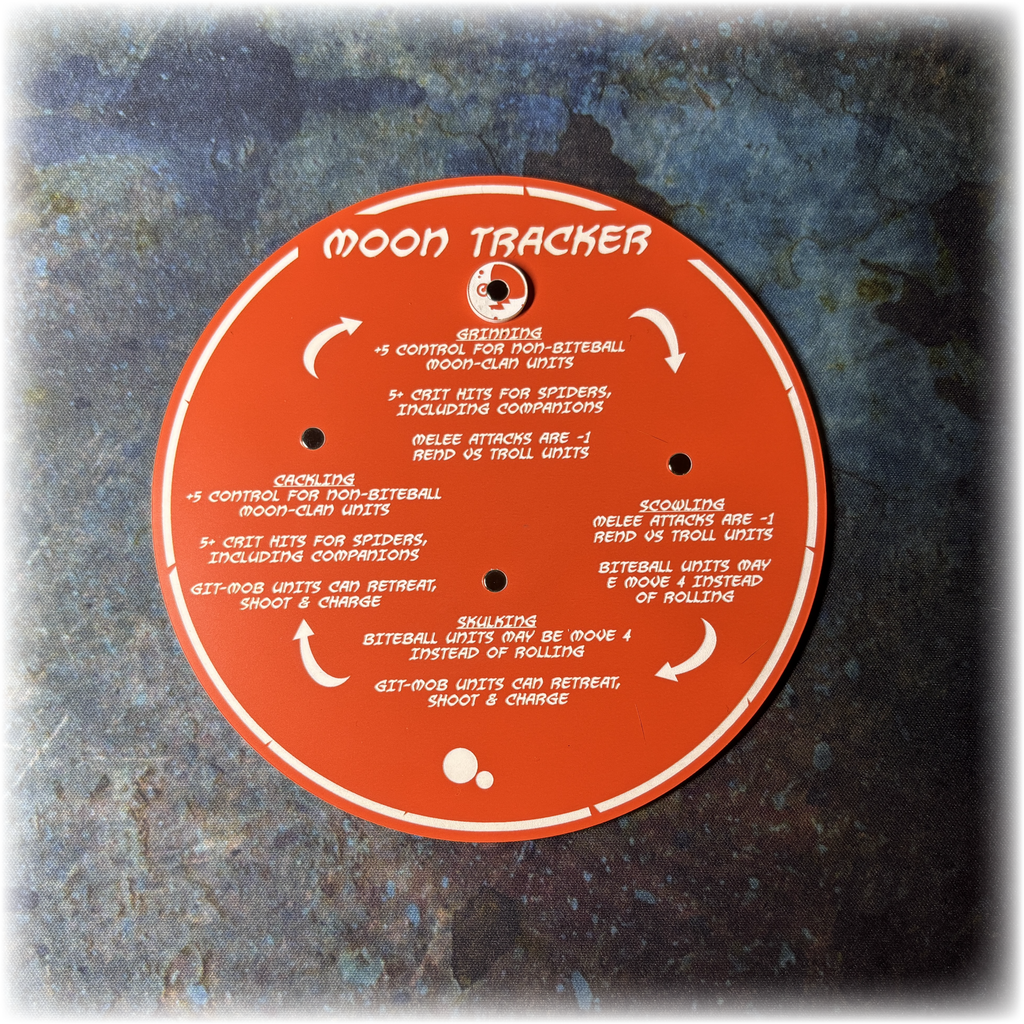 MOON TRACKER
GRINNING
+5 CONTROL FOR NON-BITEBALL
MOON-CLAN UNITS
5+ CRIT HITS FOR SPIDERS,
INCLUDING COMPANIONS
MELEE ATTACKS ARE -1
REND VS TROLL UNITS
SCOWLING
MELEE ATTACKS ARE -1
REND VS TROLL UNITS
BITEBALL UNITS MAY
E MOVE 4 INSTEAD
OF ROLLING
SKULKING
BITEBALL UNITS MAY BE MOVE 4
INSTEAD OF ROLLING
GIT-MOB UNITS CAN RETREAT,
SHOOT & CHARGE
CACKLING
+5 CONTROL FOR NON-BITEBALL
MOON-CLAN UNITS
5+ CRIT HITS FOR SPIDERS,
INCLUDING COMPANIONS
GIT-MOB UNITS CAN RETREAT,
SHOOT & CHARGE